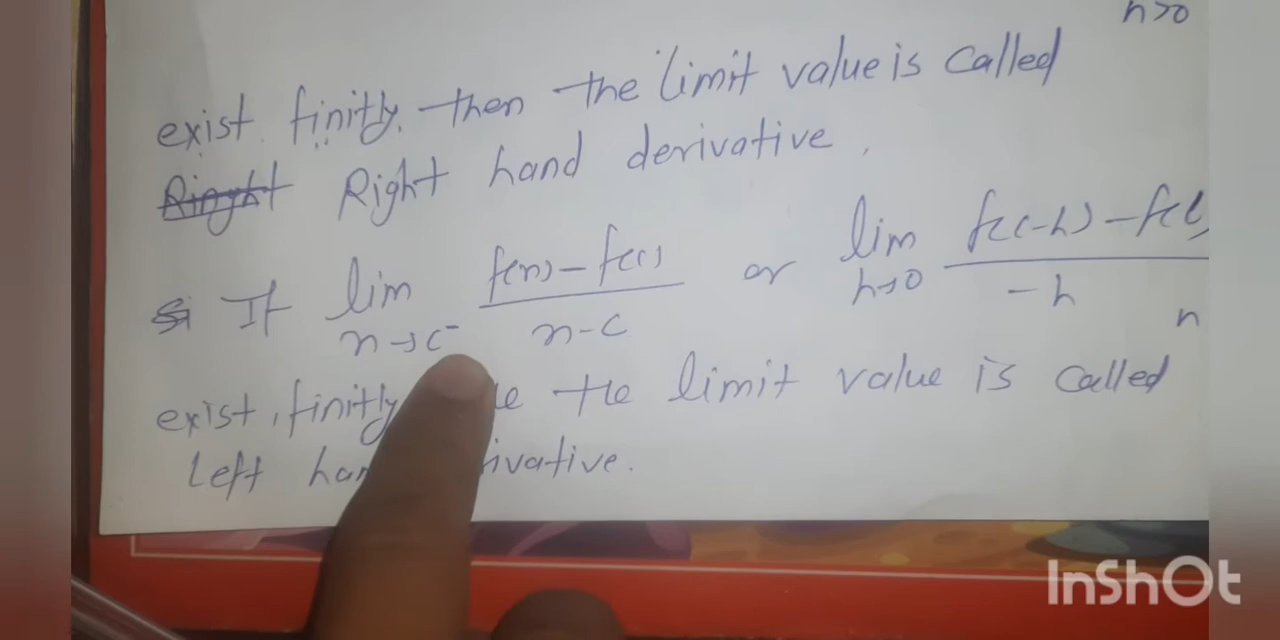 h>0
exist finitly, then the limit value is called
Right hand derivative.
If lim x→c⁻ f(x)-f(c) / x-c or lim h→0 f(c-h)-f(c) / -h
exist, finitly the limit value is called
Left
InShOt